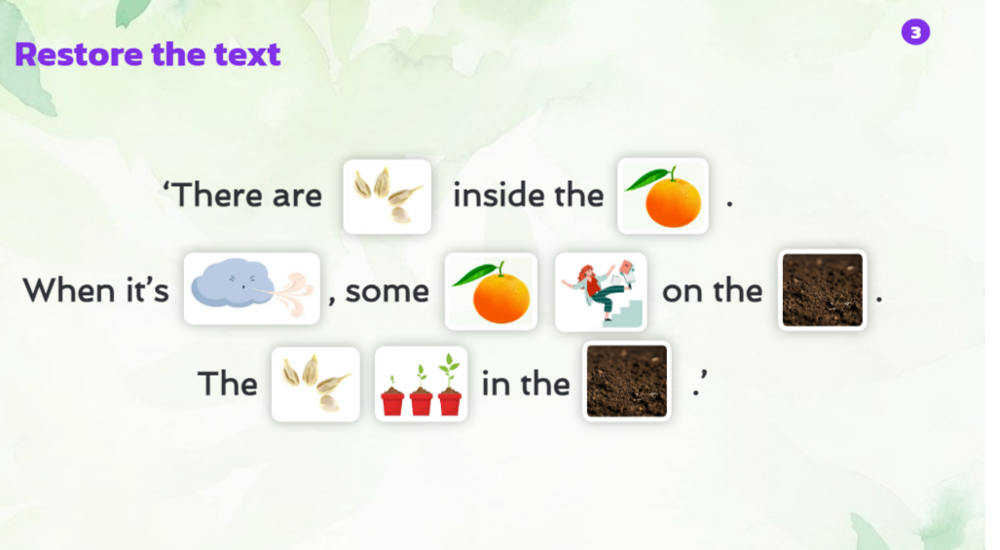 Restore the text
3
‘There are inside the .
When it’s , some on the .
The in the .’